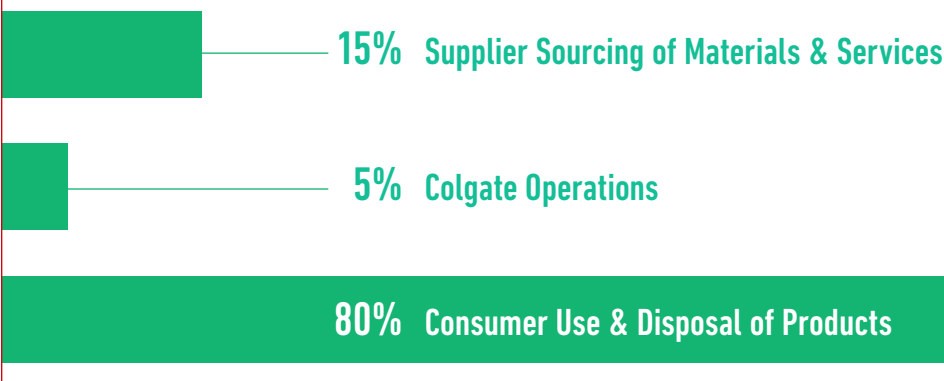 15% Supplier Sourcing of Materials & Services
5% Colgate Operations
80% Consumer Use & Disposal of Products